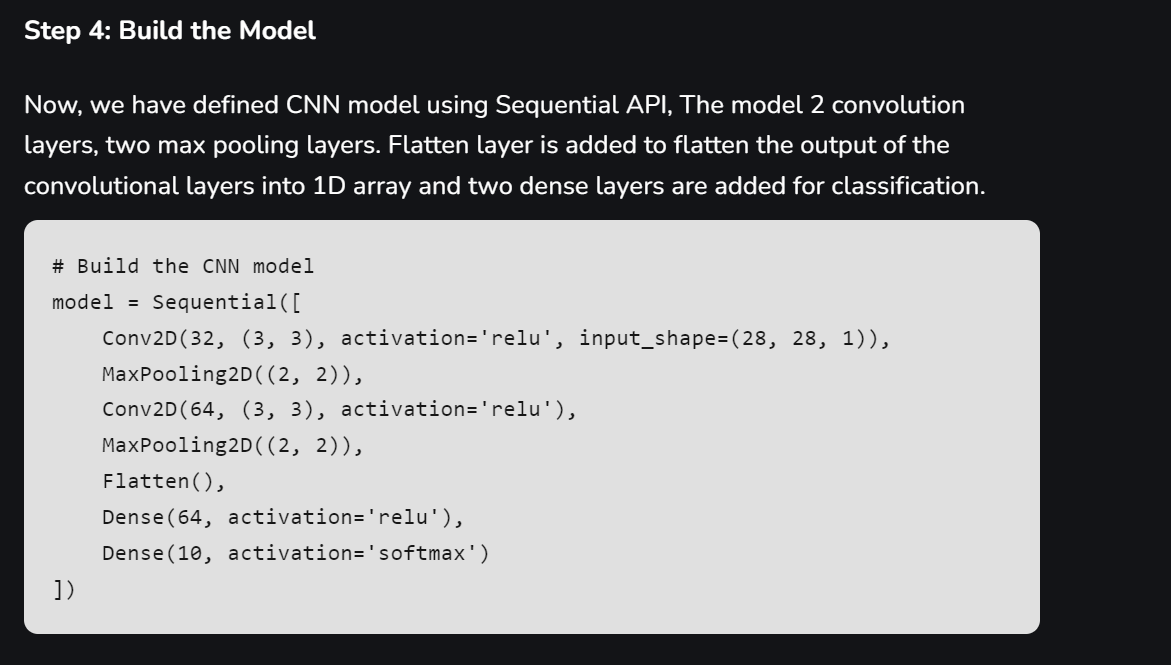 Step 4: Build the Model
Now, we have defined CNN model using Sequential API, The model 2 convolution
layers, two max pooling layers. Flatten layer is added to flatten the output of the
convolutional layers into 1D array and two dense layers are added for classification.
# Build the CNN model
model = Sequential([
    Conv2D(32, (3, 3), activation='relu', input_shape=(28, 28, 1)),
    MaxPooling2D((2, 2)),
    Conv2D(64, (3, 3), activation='relu'),
    MaxPooling2D((2, 2)),
    Flatten(),
    Dense(64, activation='relu'),
    Dense(10, activation='softmax')
])